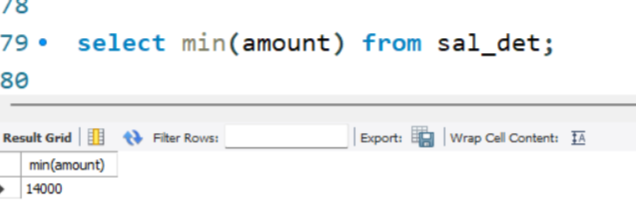 78
79 select min(amount) from sal_det;
80
Result Grid Filter Rows: Export: Wrap Cell Content: IA
min(amount)
14000